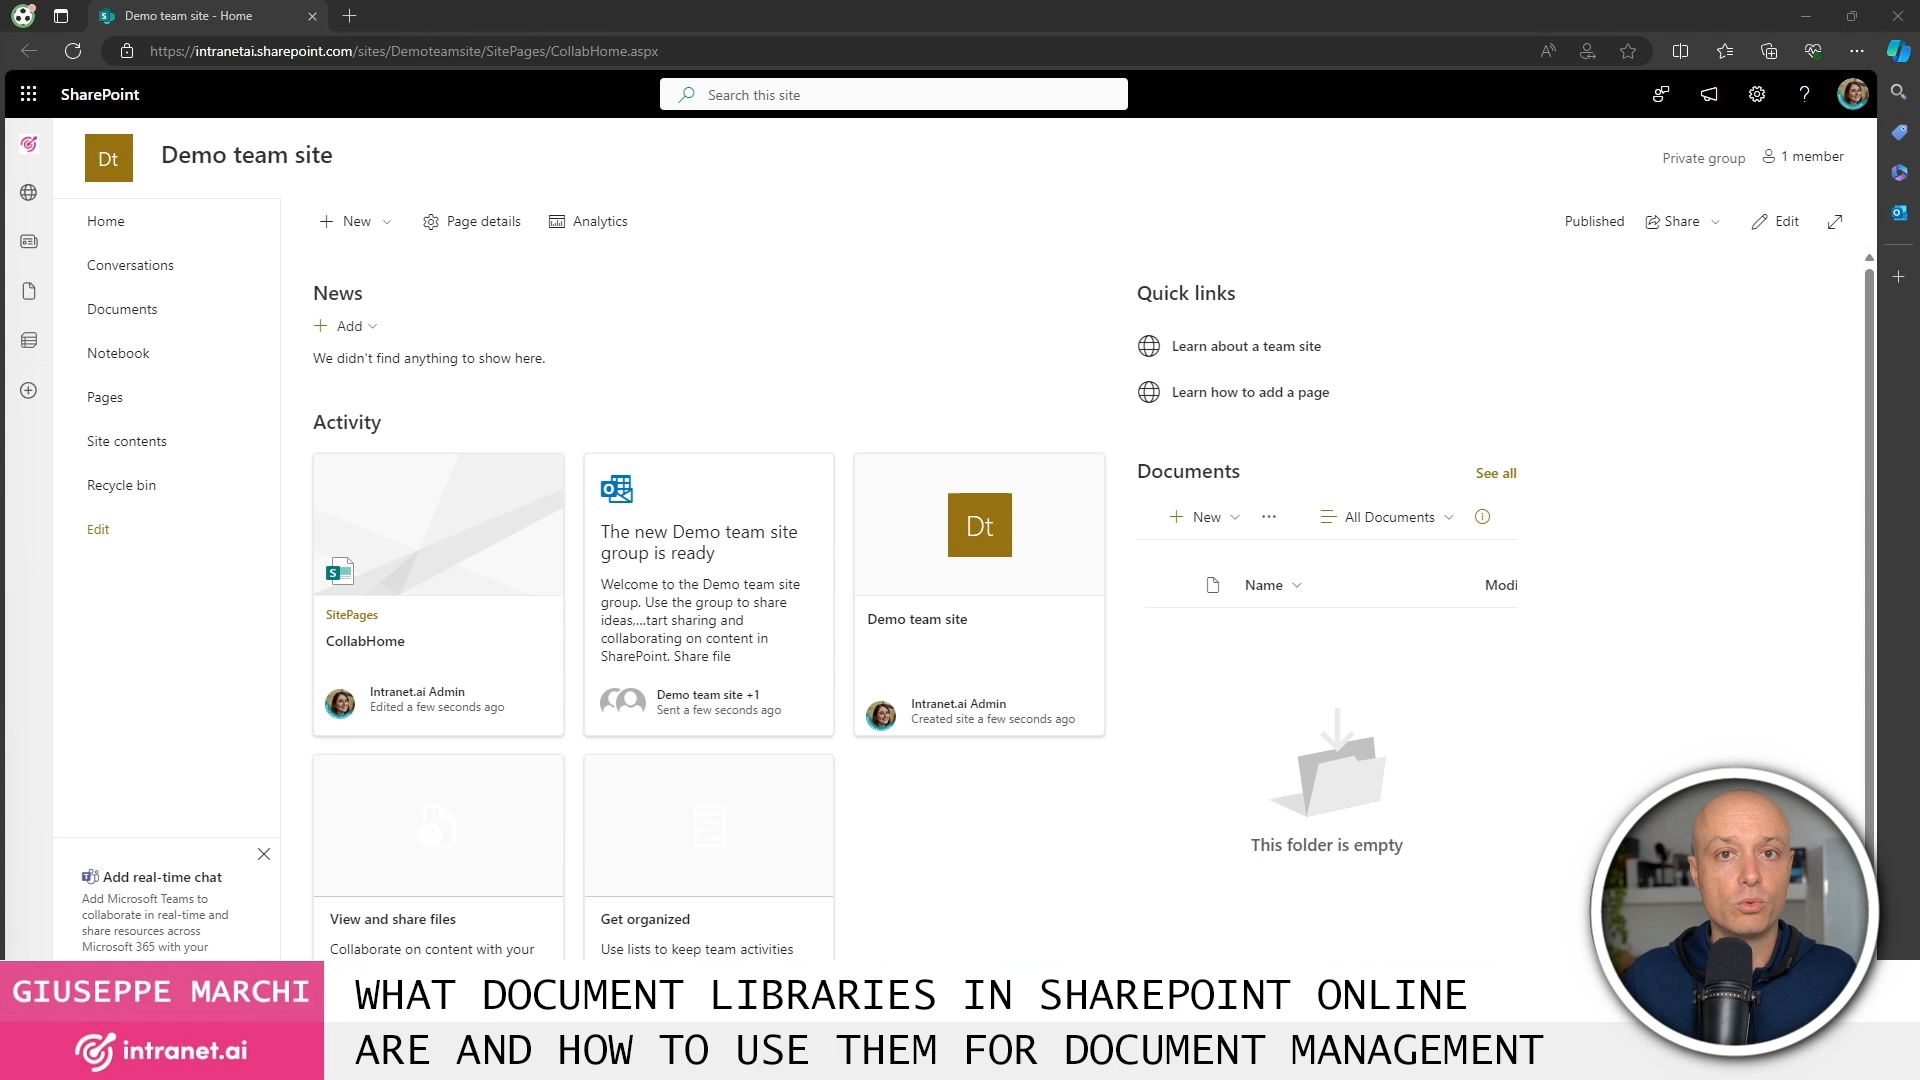 Demo team site - Home
https://intranetai.sharepoint.com/sites/Demoteamsite/SitePages/CollabHome.aspx
SharePoint
Search this site
Dt
Demo team site
Private group
1 member
Home
Conversations
Documents
Notebook
Pages
Site contents
Recycle bin
Edit
New
Page details
Analytics
Published
Share
Edit
News
Add
We didn't find anything to show here.
Activity
SitePages
CollabHome
Intranet.ai Admin
Edited a few seconds ago
The new Demo team site
group is ready
Welcome to the Demo team site
group. Use the group to share
ideas,...tart sharing and
collaborating on content in
SharePoint. Share file
Demo team site +1
Sent a few seconds ago
Dt
Demo team site
Intranet.ai Admin
Created site a few seconds ago
View and share files
Collaborate on content with your
Get organized
Use lists to keep team activities
Quick links
Learn about a team site
Learn how to add a page
Documents
See all
New
All Documents
Name
Modi
This folder is empty
Add real-time chat
Add Microsoft Teams to
collaborate in real-time and
share resources across
Microsoft 365 with your
GIUSEPPE MARCHI
intranet.ai
WHAT DOCUMENT LIBRARIES IN SHAREPOINT ONLINE
ARE AND HOW TO USE THEM FOR DOCUMENT MANAGEMENT